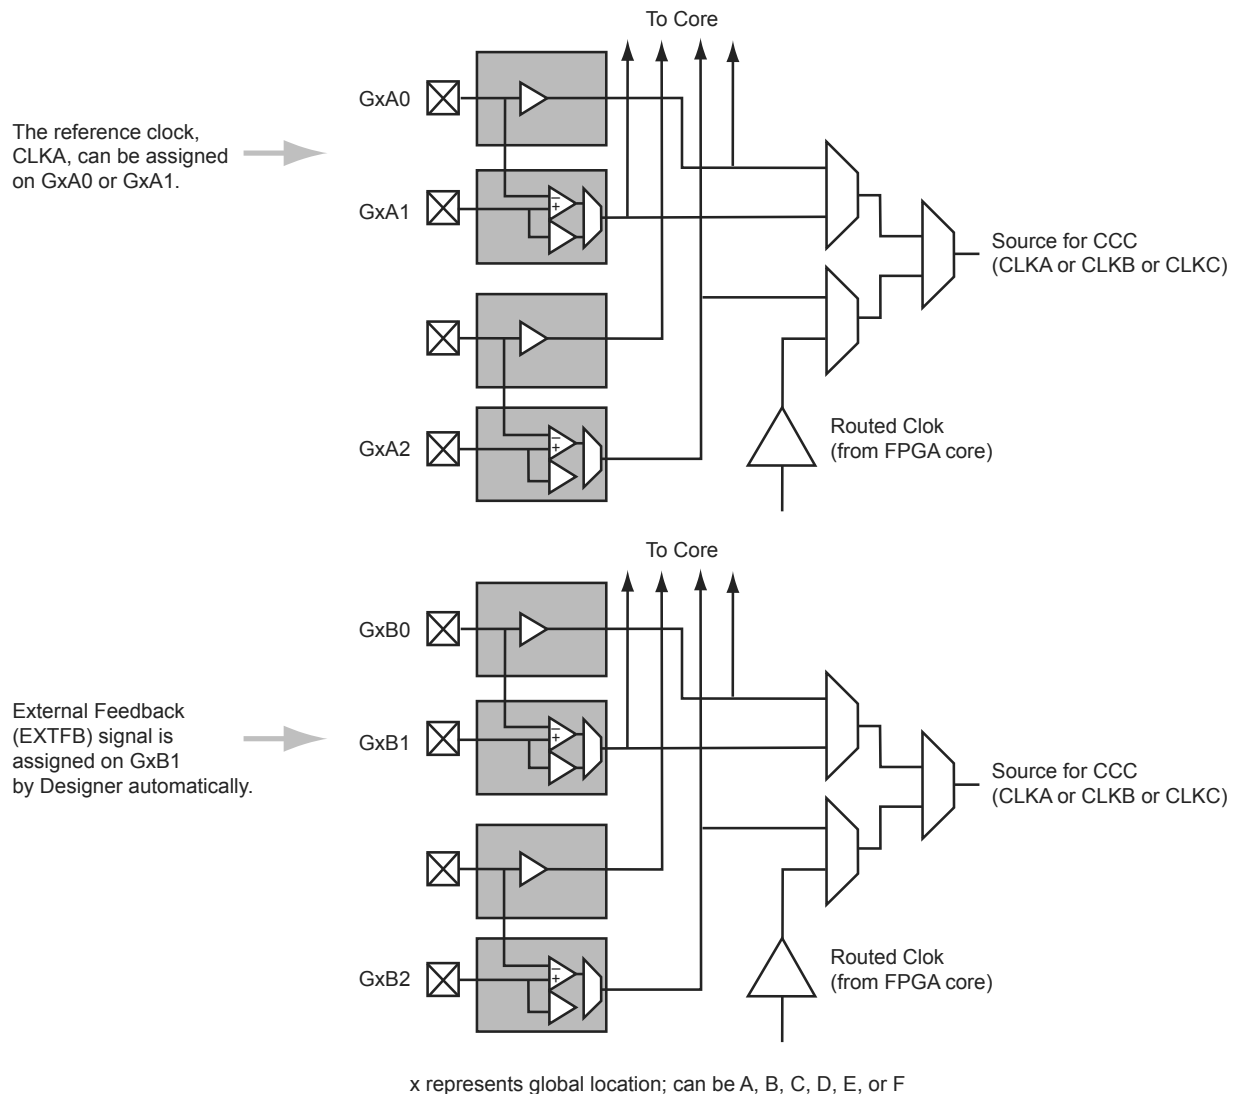 To Core
GxA0
The reference clock,
CLKA, can be assigned
on GxA0 or GxA1.
GxA1
−
+
Source for CCC
(CLKA or CLKB or CLKC)
GxA2
−
+
Routed Clok
(from FPGA core)
To Core
GxB0
External Feedback
(EXTFB) signal is
assigned on GxB1
by Designer automatically.
GxB1
−
+
Source for CCC
(CLKA or CLKB or CLKC)
GxB2
−
+
Routed Clok
(from FPGA core)
x represents global location; can be A, B, C, D, E, or F